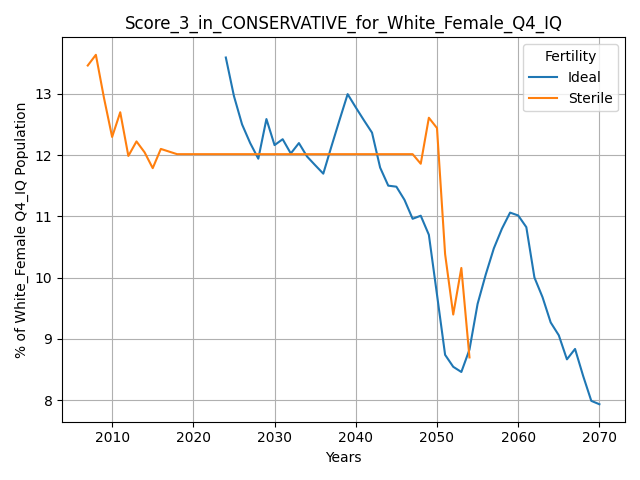 Score_3_in_CONSERVATIVE_for_White_Female_Q4_IQ
% of White_Female Q4_IQ Population
13
12
11
10
9
8
Fertility
Ideal
Sterile
2010 2020 2030 2040 2050 2060 2070
Years